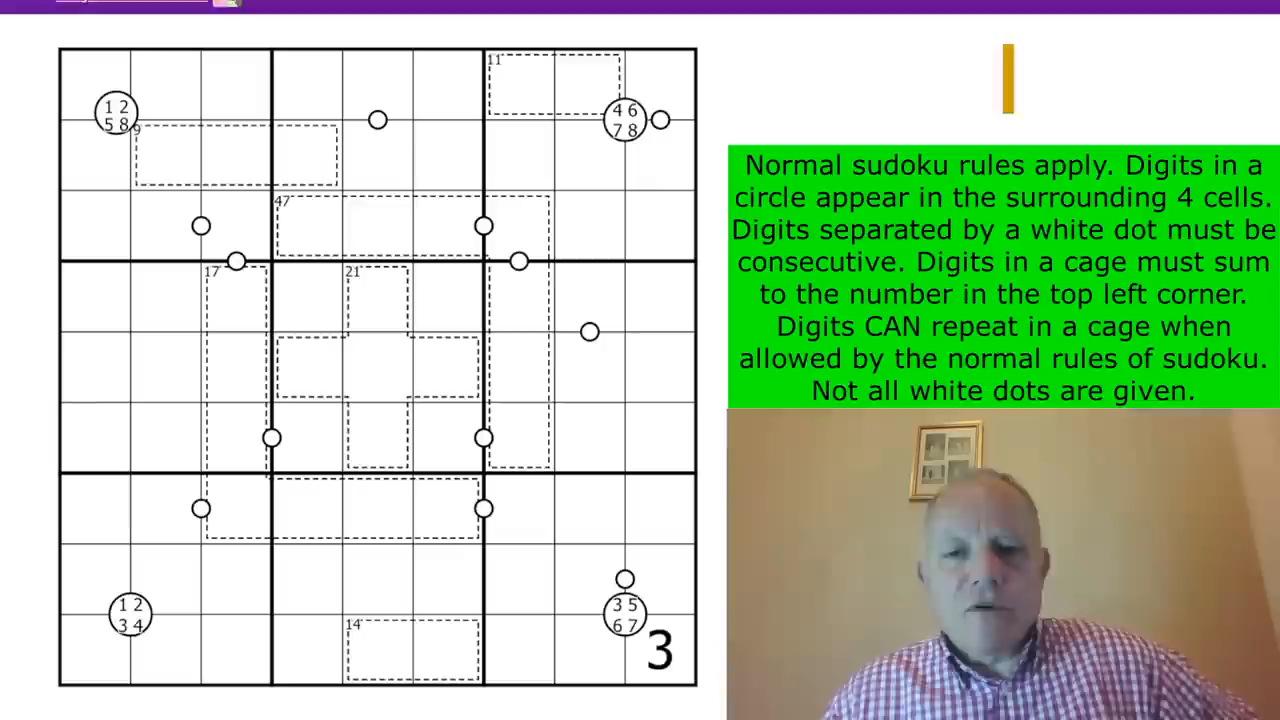 11
1 2
5 8
4 6
7 8
9
47
17
21
1 2
3 4
3 5
6 7
14
3
Normal sudoku rules apply. Digits in a
circle appear in the surrounding 4 cells.
Digits separated by a white dot must be
consecutive. Digits in a cage must sum
to the number in the top left corner.
Digits CAN repeat in a cage when
allowed by the normal rules of sudoku.
Not all white dots are given.